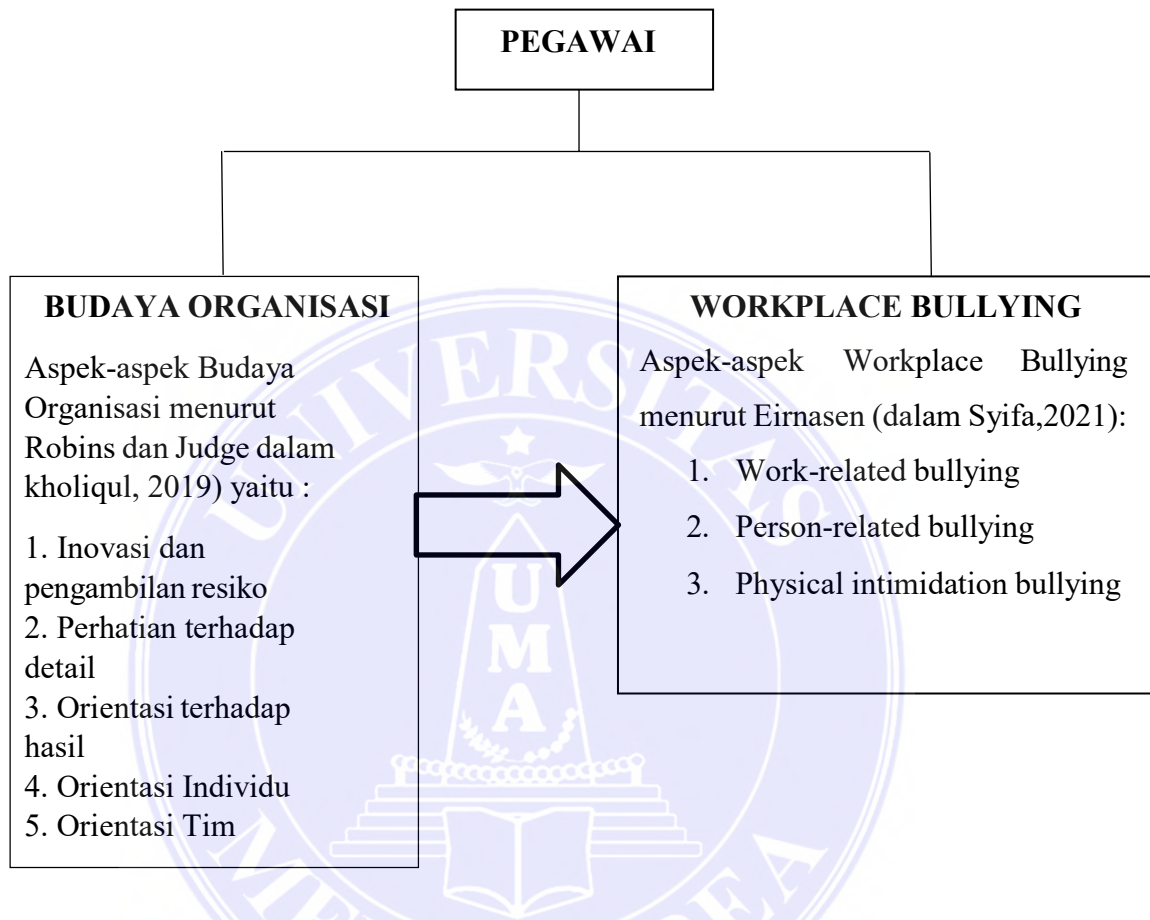 PEGAWAI
BUDAYA ORGANISASI
Aspek-aspek Budaya
Organisasi menurut
Robins dan Judge dalam
kholiqul, 2019) yaitu :
1. Inovasi dan
pengambilan resiko
2. Perhatian terhadap
detail
3. Orientasi terhadap
hasil
4. Orientasi Individu
5. Orientasi Tim
WORKPLACE BULLYING
Aspek-aspek Workplace Bullying
menurut Eirnasen (dalam Syifa,2021):
1. Work-related bullying
2. Person-related bullying
3. Physical intimidation bullying
UNIVERSITAS
UMA